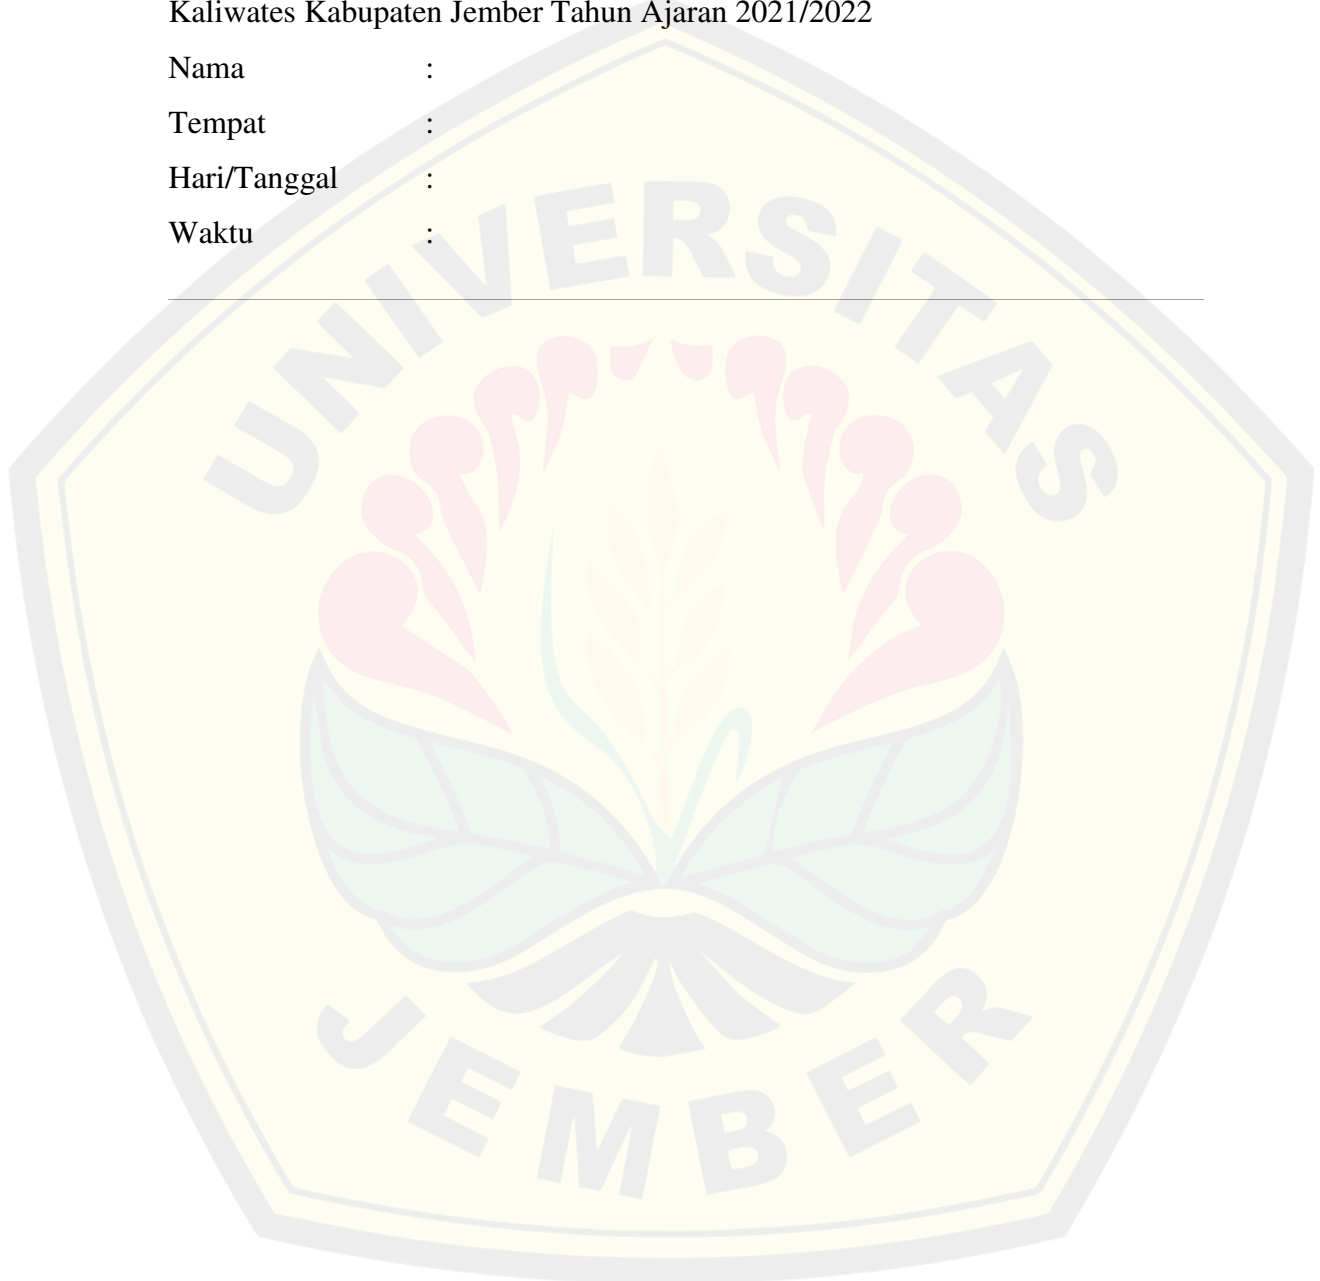 Kaliwates Kabupaten Jember Tahun Ajaran 2021/2022
Nama :
Tempat :
Hari/Tanggal :
Waktu :
UNIVERSITAS
JEMBER